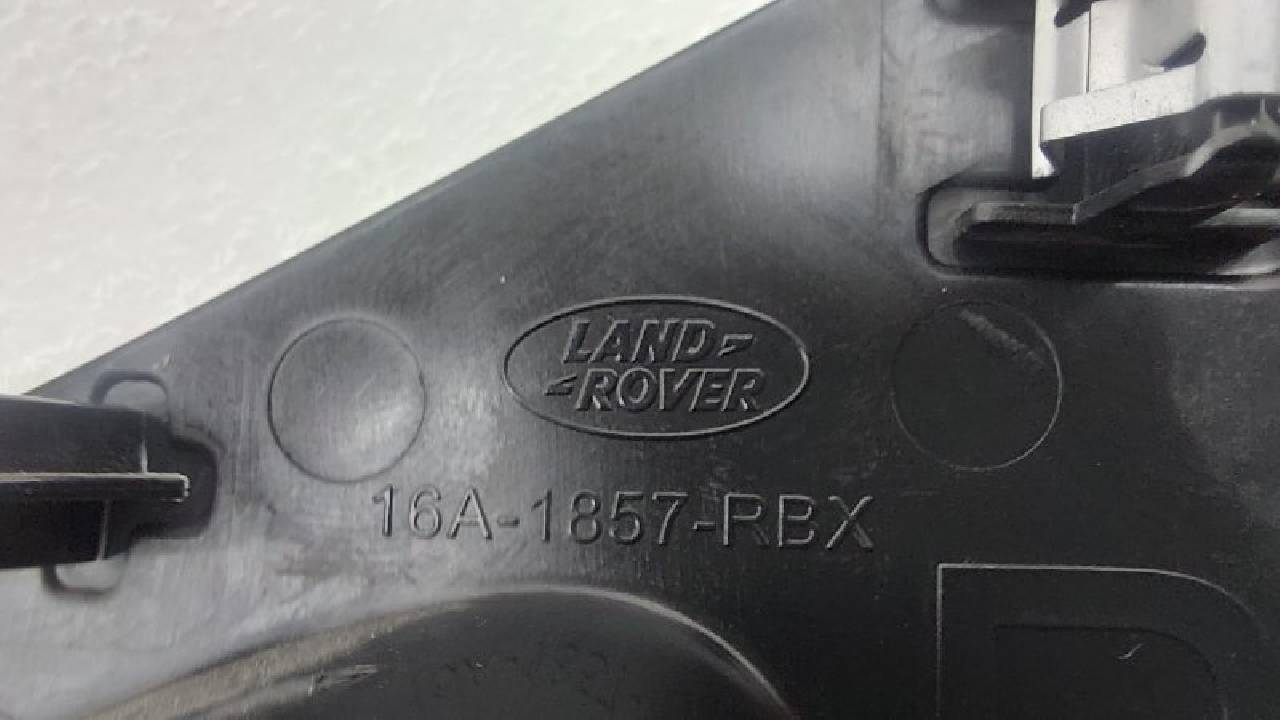 LAND
ROVER
16A-1857-RBX